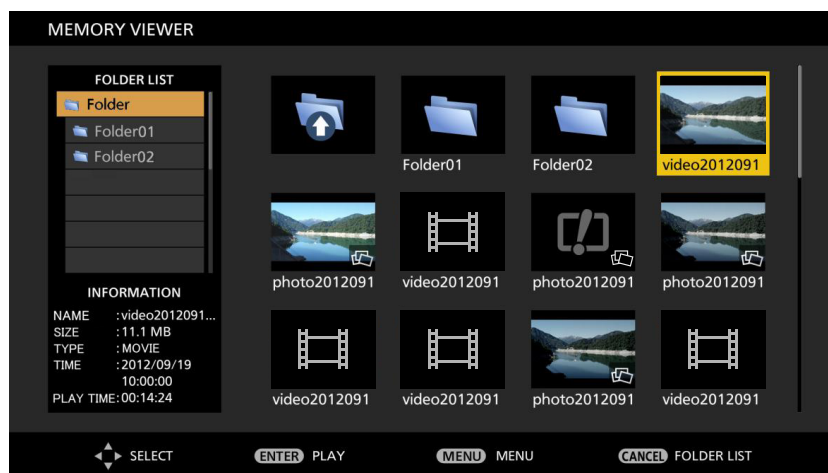 MEMORY VIEWER
FOLDER LIST
Folder
Folder01
Folder02
Folder01
Folder02
video2012091
photo2012091
video2012091
photo2012091
photo2012091
video2012091
video2012091
photo2012091
video2012091
INFORMATION
NAME :video2012091...
SIZE :11.1 MB
TYPE :MOVIE
TIME :2012/09/19
10:00:00
PLAY TIME:00:14:24
SELECT
ENTER PLAY
MENU MENU
CANCEL FOLDER LIST